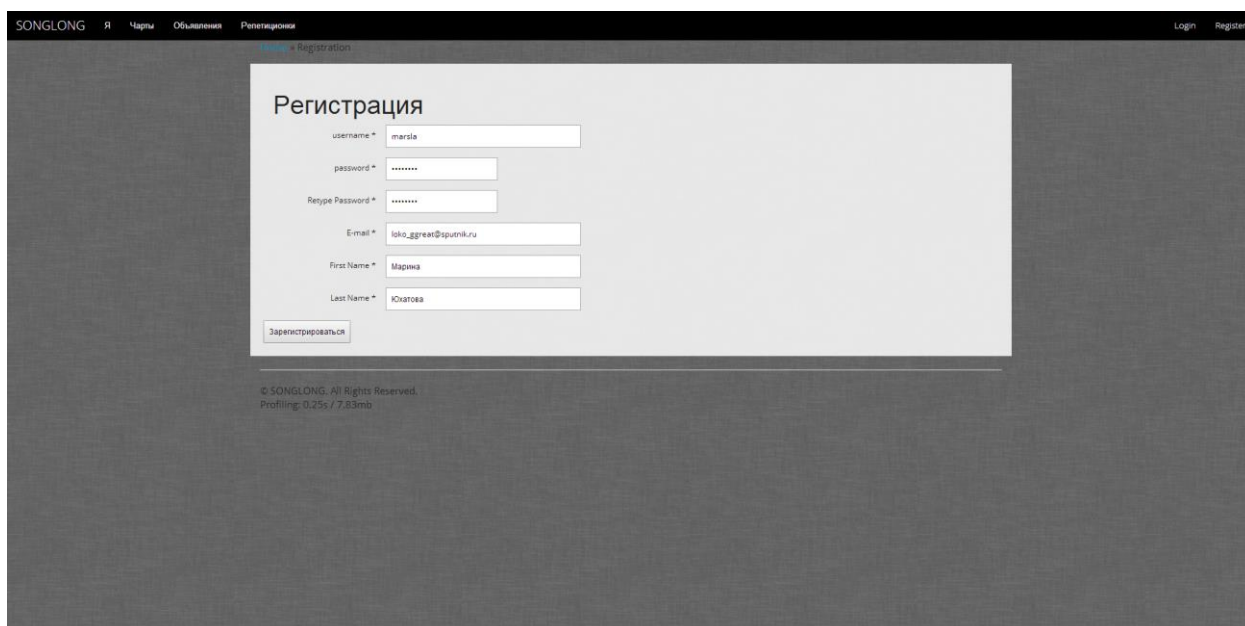 SONGLONG Я Чарты Объявления Репетиционки Login Register
Home » Registration
Регистрация
username * marsla
password * ••••••••
Retype Password * ••••••••
E-mail * loko_ggreat@sputnik.ru
First Name * Марина
Last Name * Юхатова
Зарегистрироваться
© SONGLONG. All Rights Reserved.
Profiling: 0.25s / 7.83mb